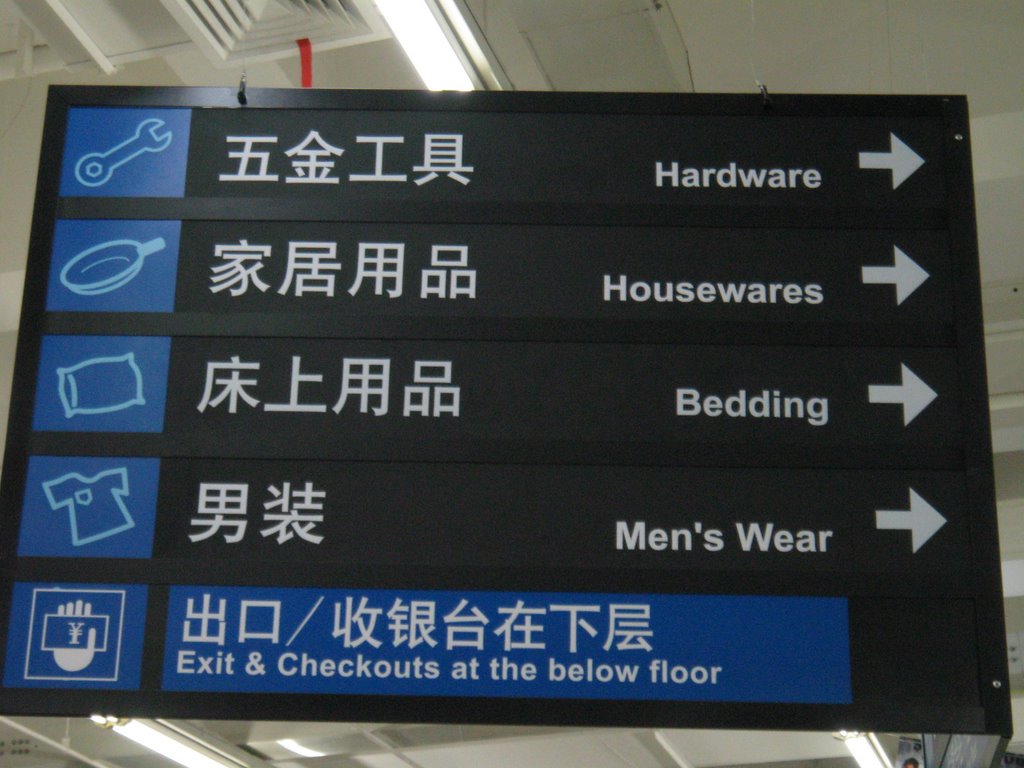 五金工具 Hardware
家居用品 Housewares
床上用品 Bedding
男装 Men's Wear
¥
出口／收银台在下层
Exit & Checkouts at the below floor